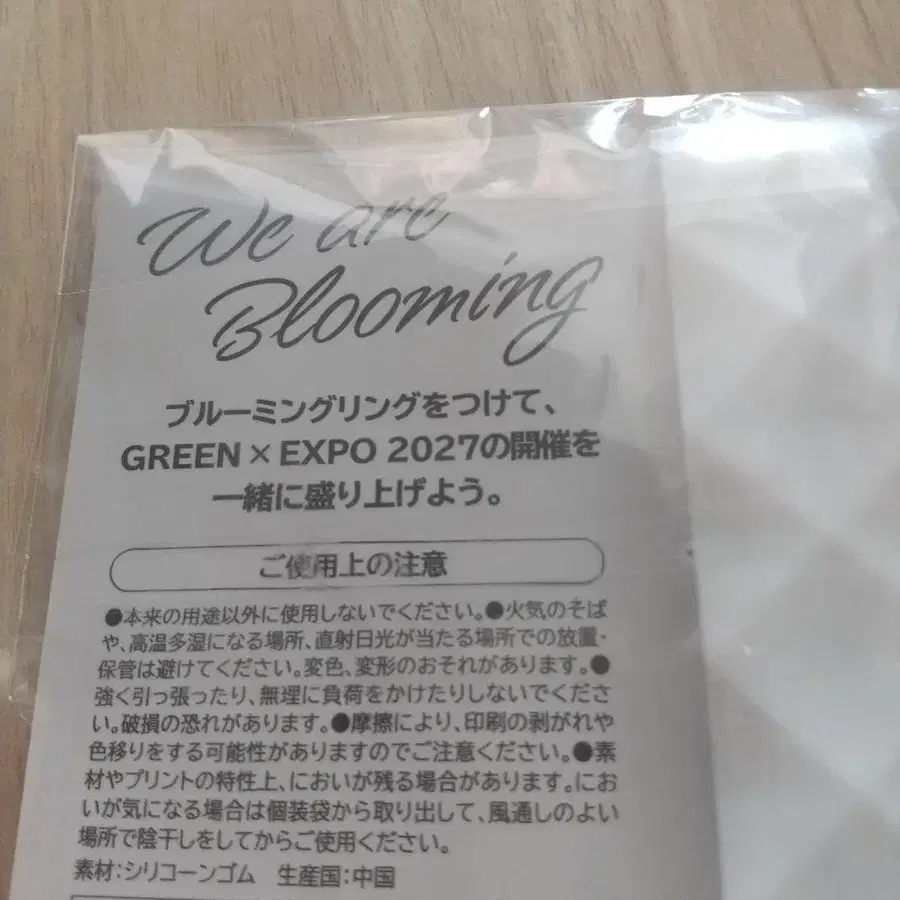 We are
Blooming
ブルーミングリングをつけて、
GREEN×EXPO 2027の開催を
一緒に盛り上げよう。
ご使用上の注意
●本来の用途以外に使用しないでください。●火気のそば
や、高温多湿になる場所、直射日光が当たる場所での放置・
保管は避けてください。変色、変形のおそれがあります。●
強く引っ張ったり、無理に負荷をかけたりしないでくださ
い。破損の恐れがあります。●摩擦により、印刷の剥がれや
色移りをする可能性がありますのでご注意ください。●素
材やプリントの特性上、においが残る場合があります。にお
いが気になる場合は個装袋から取り出して、風通しのよい
場所で陰干しをしてからご使用ください。
素材：シリコーンゴム　生産国：中国